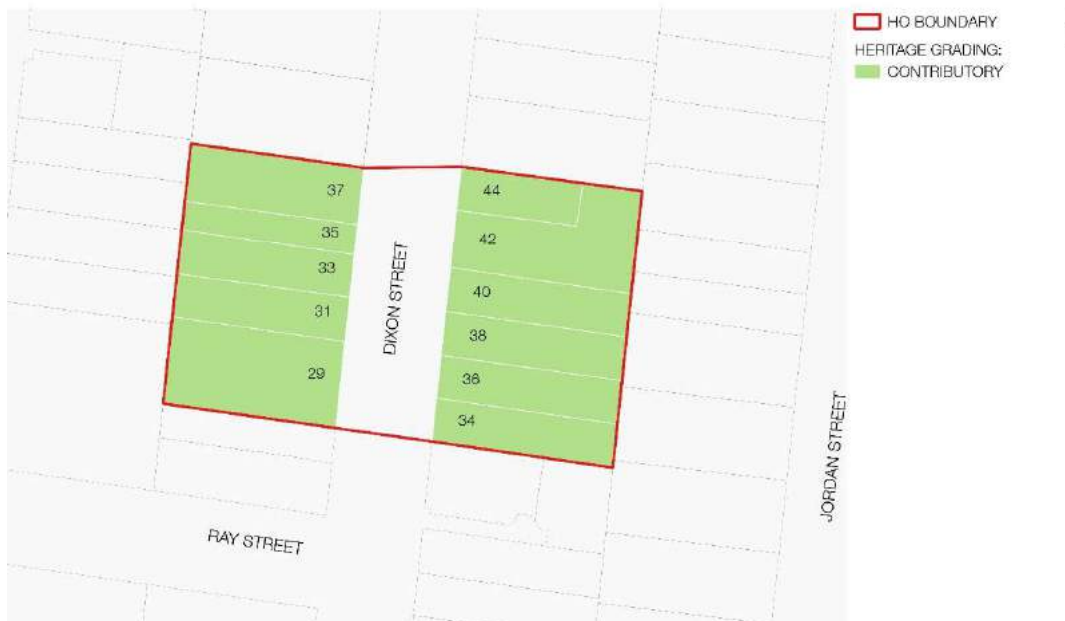 HO BOUNDARY
HERITAGE GRADING:
CONTRIBUTORY
37
35
33
31
29
DIXON STREET
44
42
40
38
36
34
JORDAN STREET
RAY STREET